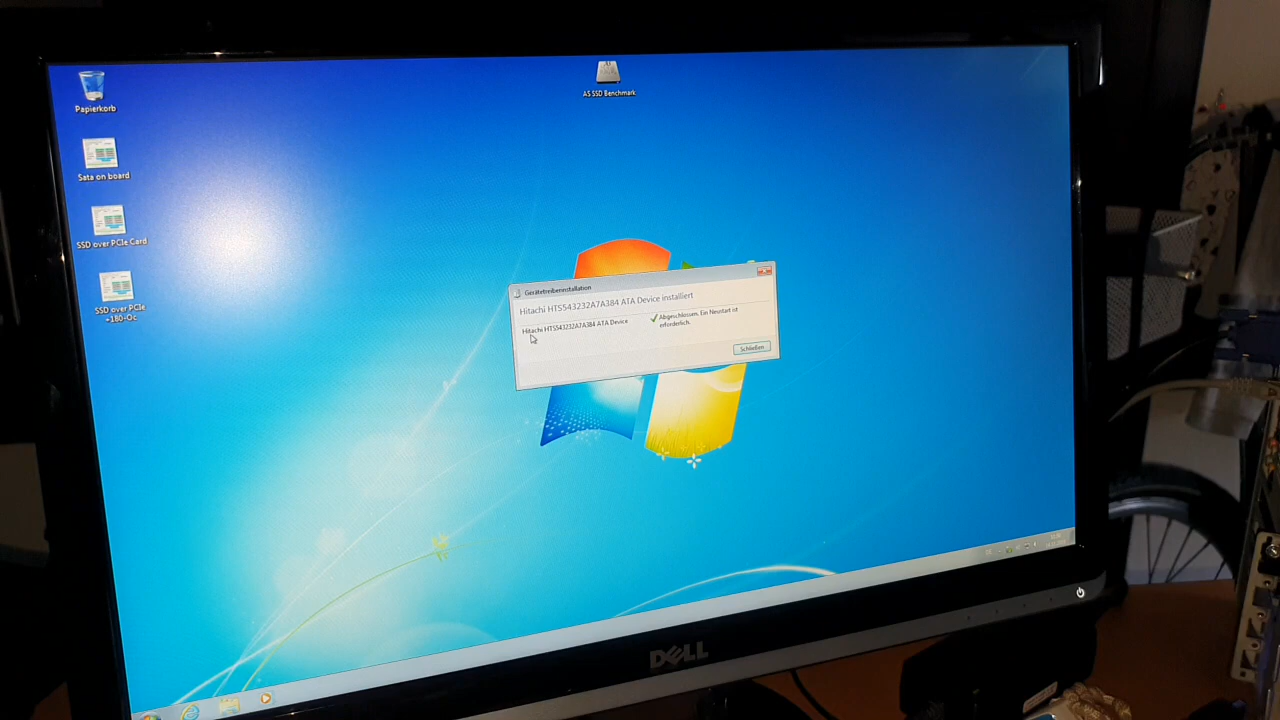 AS SSD Benchmark
Papierkorb
Sata on board
SSD over PCIe Card
SSD over PCIe
+180-Oc
Gerätetreiberinstallation
Hitachi HTS543232A7A384 ATA Device installiert
Hitachi HTS543232A7A384 ATA Device
Abgeschlossen. Ein Neustart ist
erforderlich.
Schließen
DELL